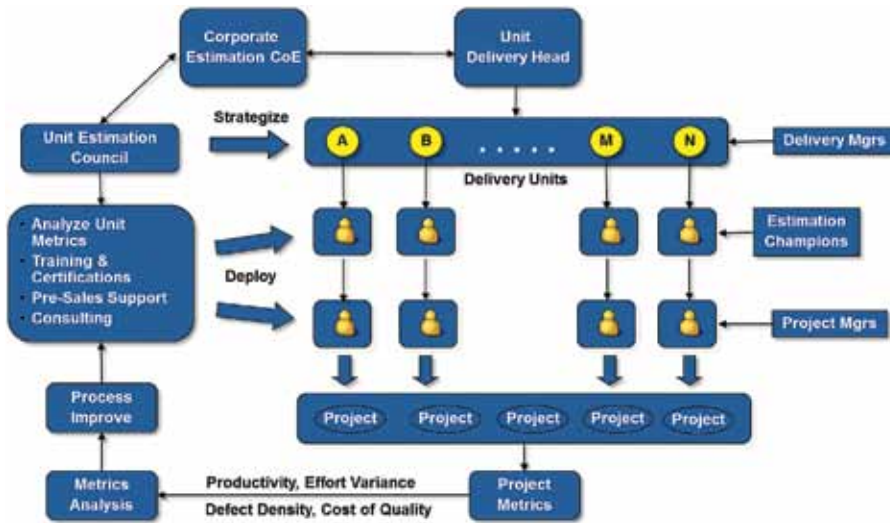 Corporate
Estimation CoE
Unit
Delivery Head
Strategize
Unit Estimation
Council
A
B
. . . . .
M
N
Delivery Mgrs
Delivery Units
• Analyze Unit
Metrics
• Training &
Certifications
• Pre-Sales Support
• Consulting
Deploy
Estimation
Champions
Project Mgrs
Process
Improve
Project
Project
Project
Project
Project
Metrics
Analysis
Productivity, Effort Variance
Defect Density, Cost of Quality
Project
Metrics